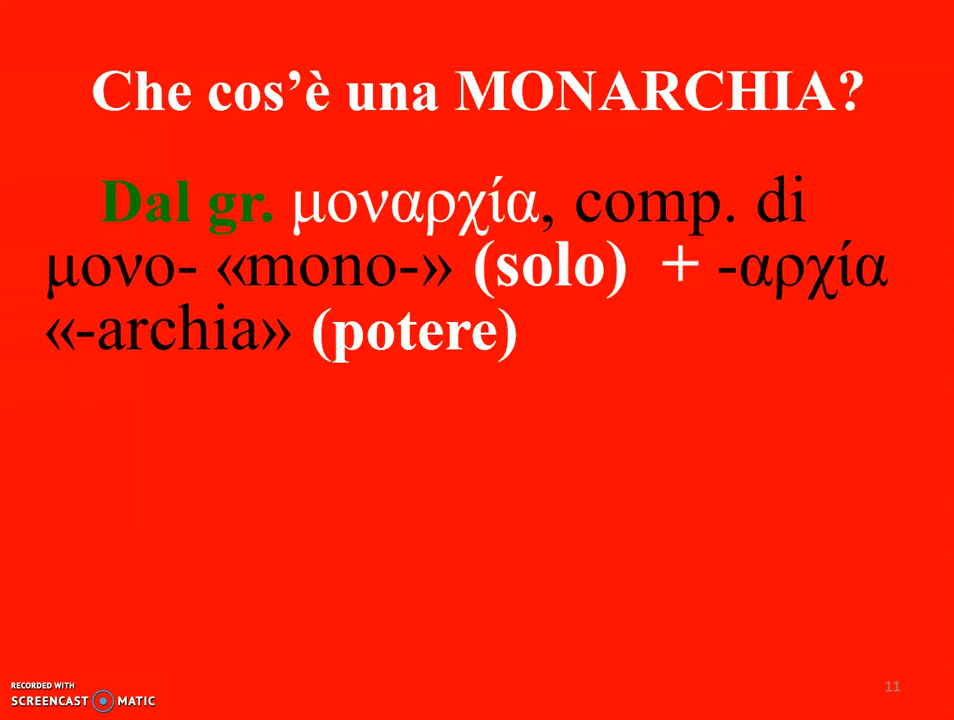 Che cos’è una MONARCHIA?
Dal gr. μοναρχία, comp. di
μονο- «mono-» (solo) + -αρχία
«-archia» (potere)
RECORDED WITH
SCREENCAST MATIC
11